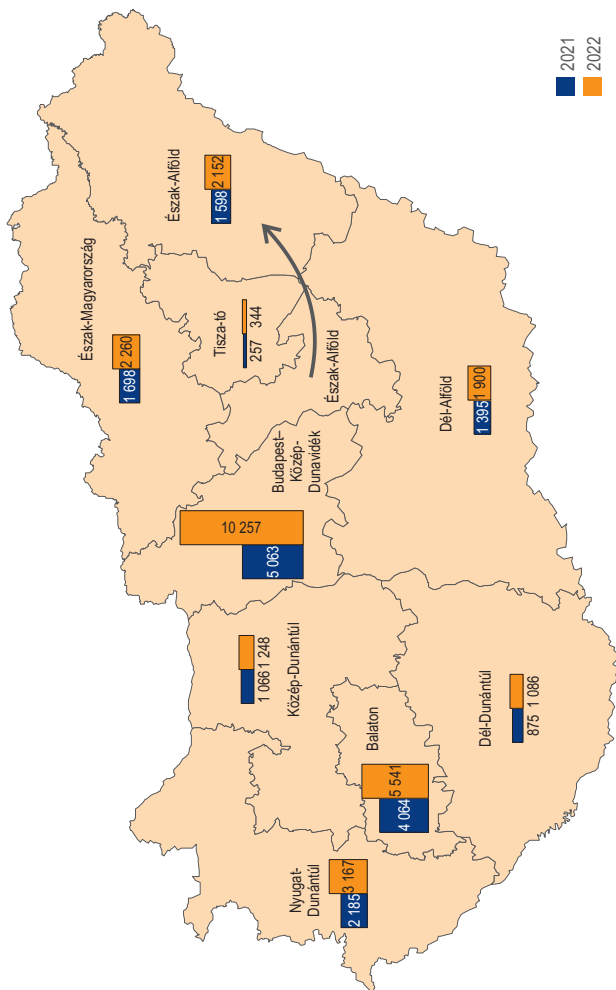 Észak-Magyarország
1 698 2 260
Észak-Alföld
1 598 2 152
Tisza-tó
257 344
Észak-Alföld
Budapest–
Közép-
Dunavidék
5 063 10 257
1 066 1 248
Közép-Dunántúl
Nyugat-
Dunántúl
2 185 3 167
Balaton
4 064 5 541
Dél-Dunántúl
875 1 086
Dél-Alföld
1 395 1 900
2021
2022